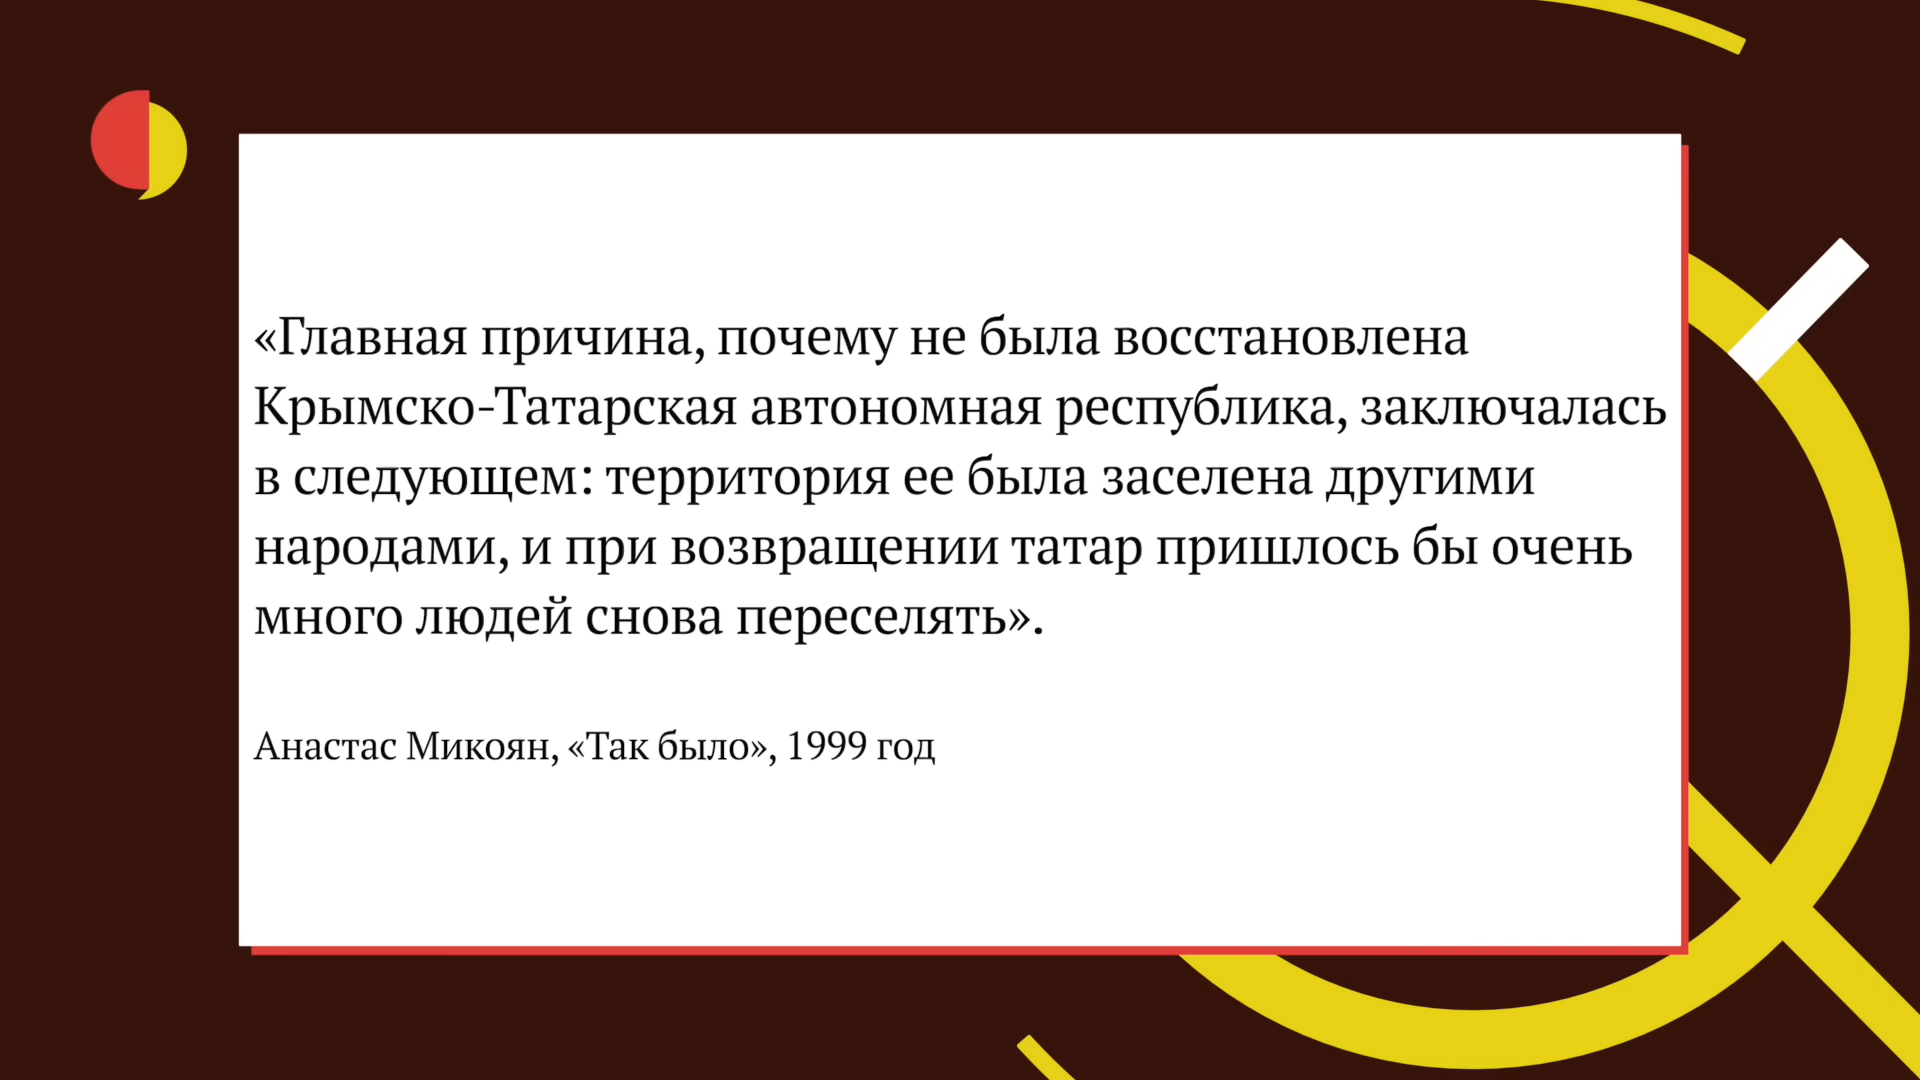 «Главная причина, почему не была восстановлена
Крымско-Татарская автономная республика, заключалась
в следующем: территория ее была заселена другими
народами, и при возвращении татар пришлось бы очень
много людей снова переселять».
Анастас Микоян, «Так было», 1999 год